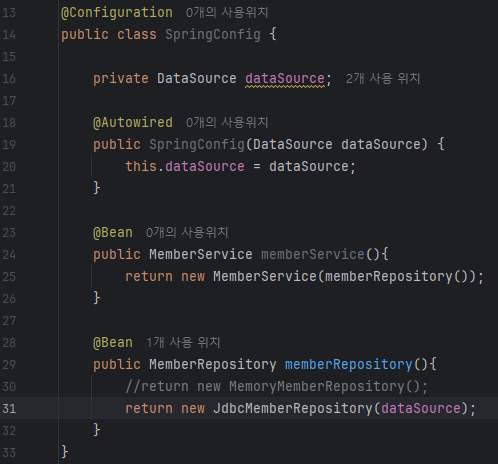 13 @Configuration 0개의 사용위치
14 public class SpringConfig {
15
16 private DataSource dataSource; 2개 사용 위치
17
18 @Autowired 0개의 사용위치
19 public SpringConfig(DataSource dataSource) {
20 this.dataSource = dataSource;
21 }
22
23 @Bean 0개의 사용위치
24 public MemberService memberService(){
25 return new MemberService(memberRepository());
26 }
27
28 @Bean 1개 사용 위치
29 public MemberRepository memberRepository(){
30 //return new MemoryMemberRepository();
31 return new JdbcMemberRepository(dataSource);
32 }
33 }